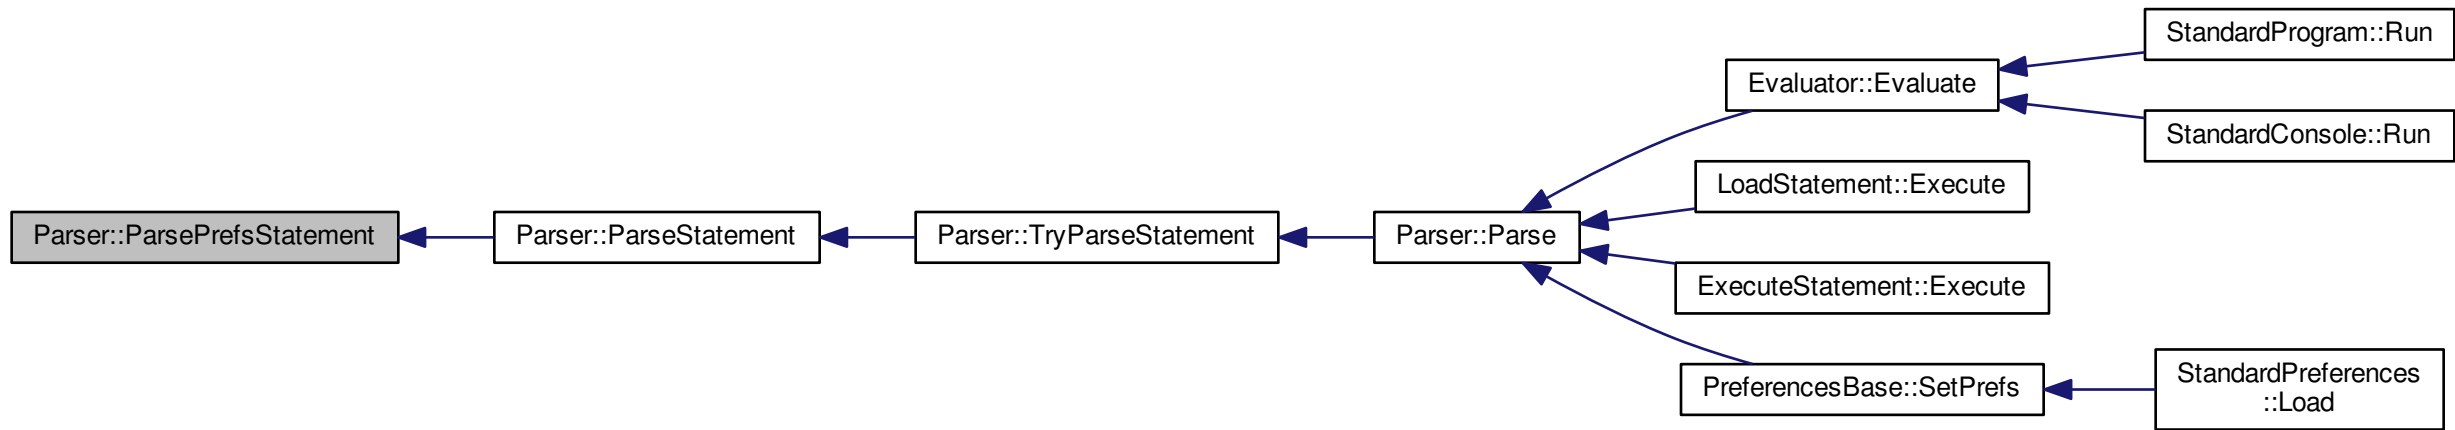 Parser::ParsePrefsStatement
Parser::ParseStatement
Parser::TryParseStatement
Parser::Parse
Evaluator::Evaluate
StandardProgram::Run
StandardConsole::Run
LoadStatement::Execute
ExecuteStatement::Execute
PreferencesBase::SetPrefs
StandardPreferences
::Load